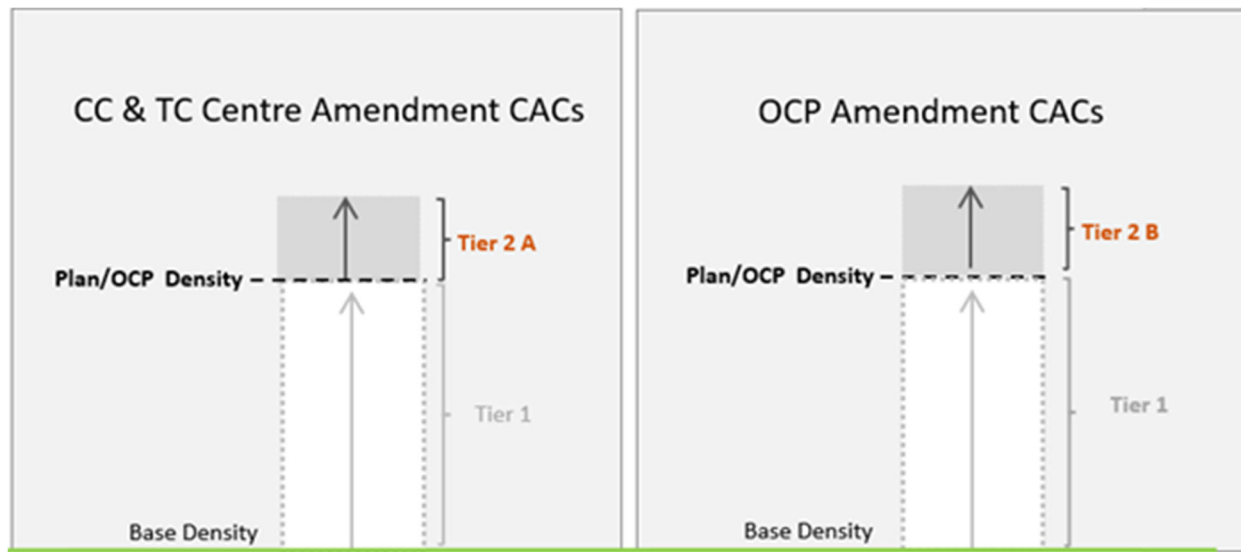 CC & TC Centre Amendment CACs
Tier 2 A
Plan/OCP Density
Tier 1
Base Density
OCP Amendment CACs
Tier 2 B
Plan/OCP Density
Tier 1
Base Density